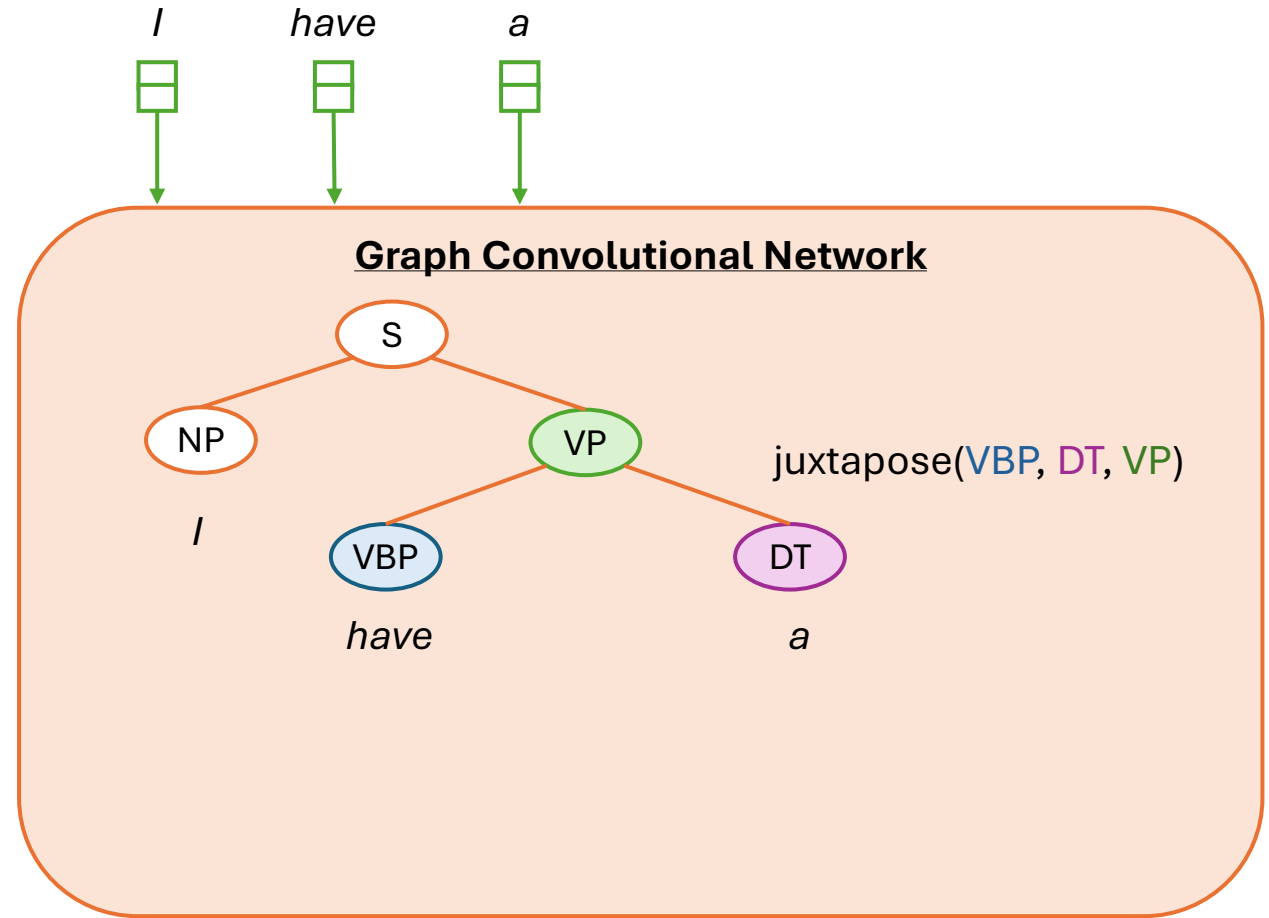 I have a
Graph Convolutional Network
S
NP VP
juxtapose(VBP, DT, VP)
I
VBP DT
have a